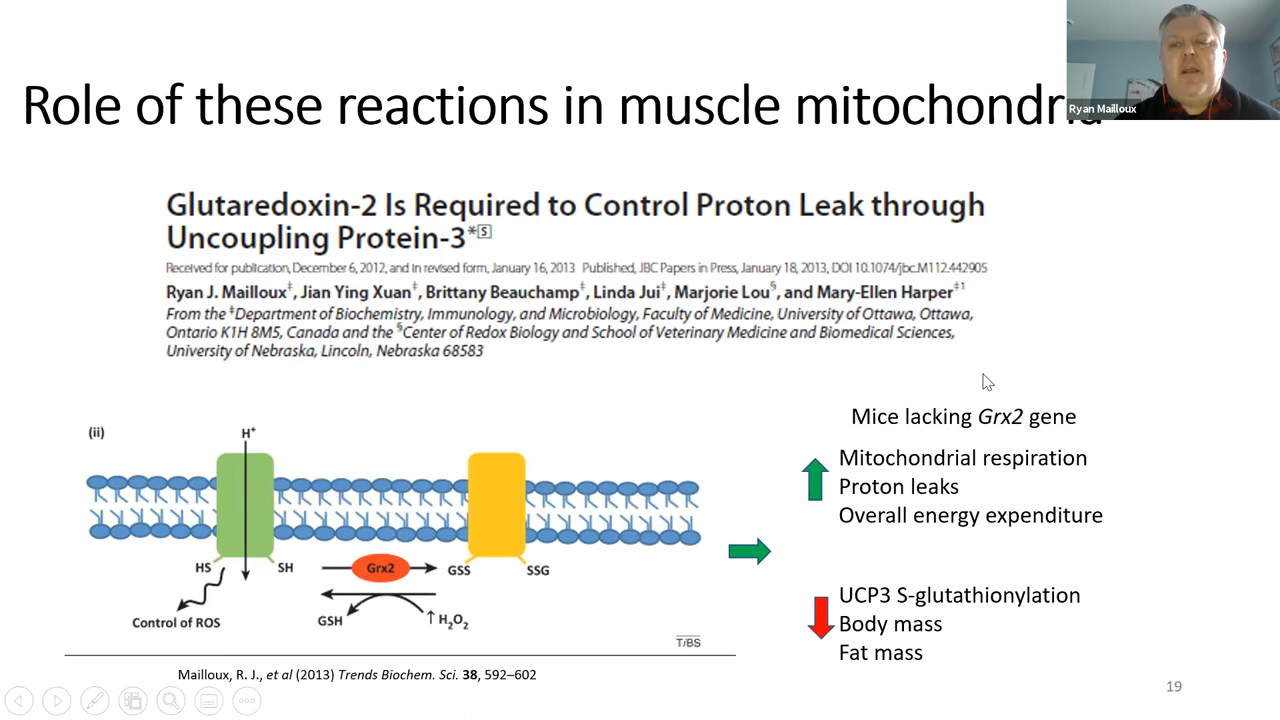 Ryan Mailloux
Role of these reactions in muscle mitochondria
Glutaredoxin-2 Is Required to Control Proton Leak through
Uncoupling Protein-3*[S]
Received for publication, December 6, 2012, and in revised form, January 16, 2013 Published, JBC Papers in Press, January 18, 2013, DOI 10.1074/jbc.M112.442905
Ryan J. Mailloux‡, Jian Ying Xuan‡, Brittany Beauchamp‡, Linda Jui‡, Marjorie Lou§, and Mary-Ellen Harper‡1
From the ‡Department of Biochemistry, Immunology, and Microbiology, Faculty of Medicine, University of Ottawa, Ottawa,
Ontario K1H 8M5, Canada and the §Center of Redox Biology and School of Veterinary Medicine and Biomedical Sciences,
University of Nebraska, Lincoln, Nebraska 68583
(ii)
H+
HS
SH
Grx2
GSS
SSG
Control of ROS
GSH
↑H2O2
TiBS
Mailloux, R. J., et al (2013) Trends Biochem. Sci. 38, 592–602
Mice lacking Grx2 gene
Mitochondrial respiration
Proton leaks
Overall energy expenditure
UCP3 S-glutathionylation
Body mass
Fat mass
19